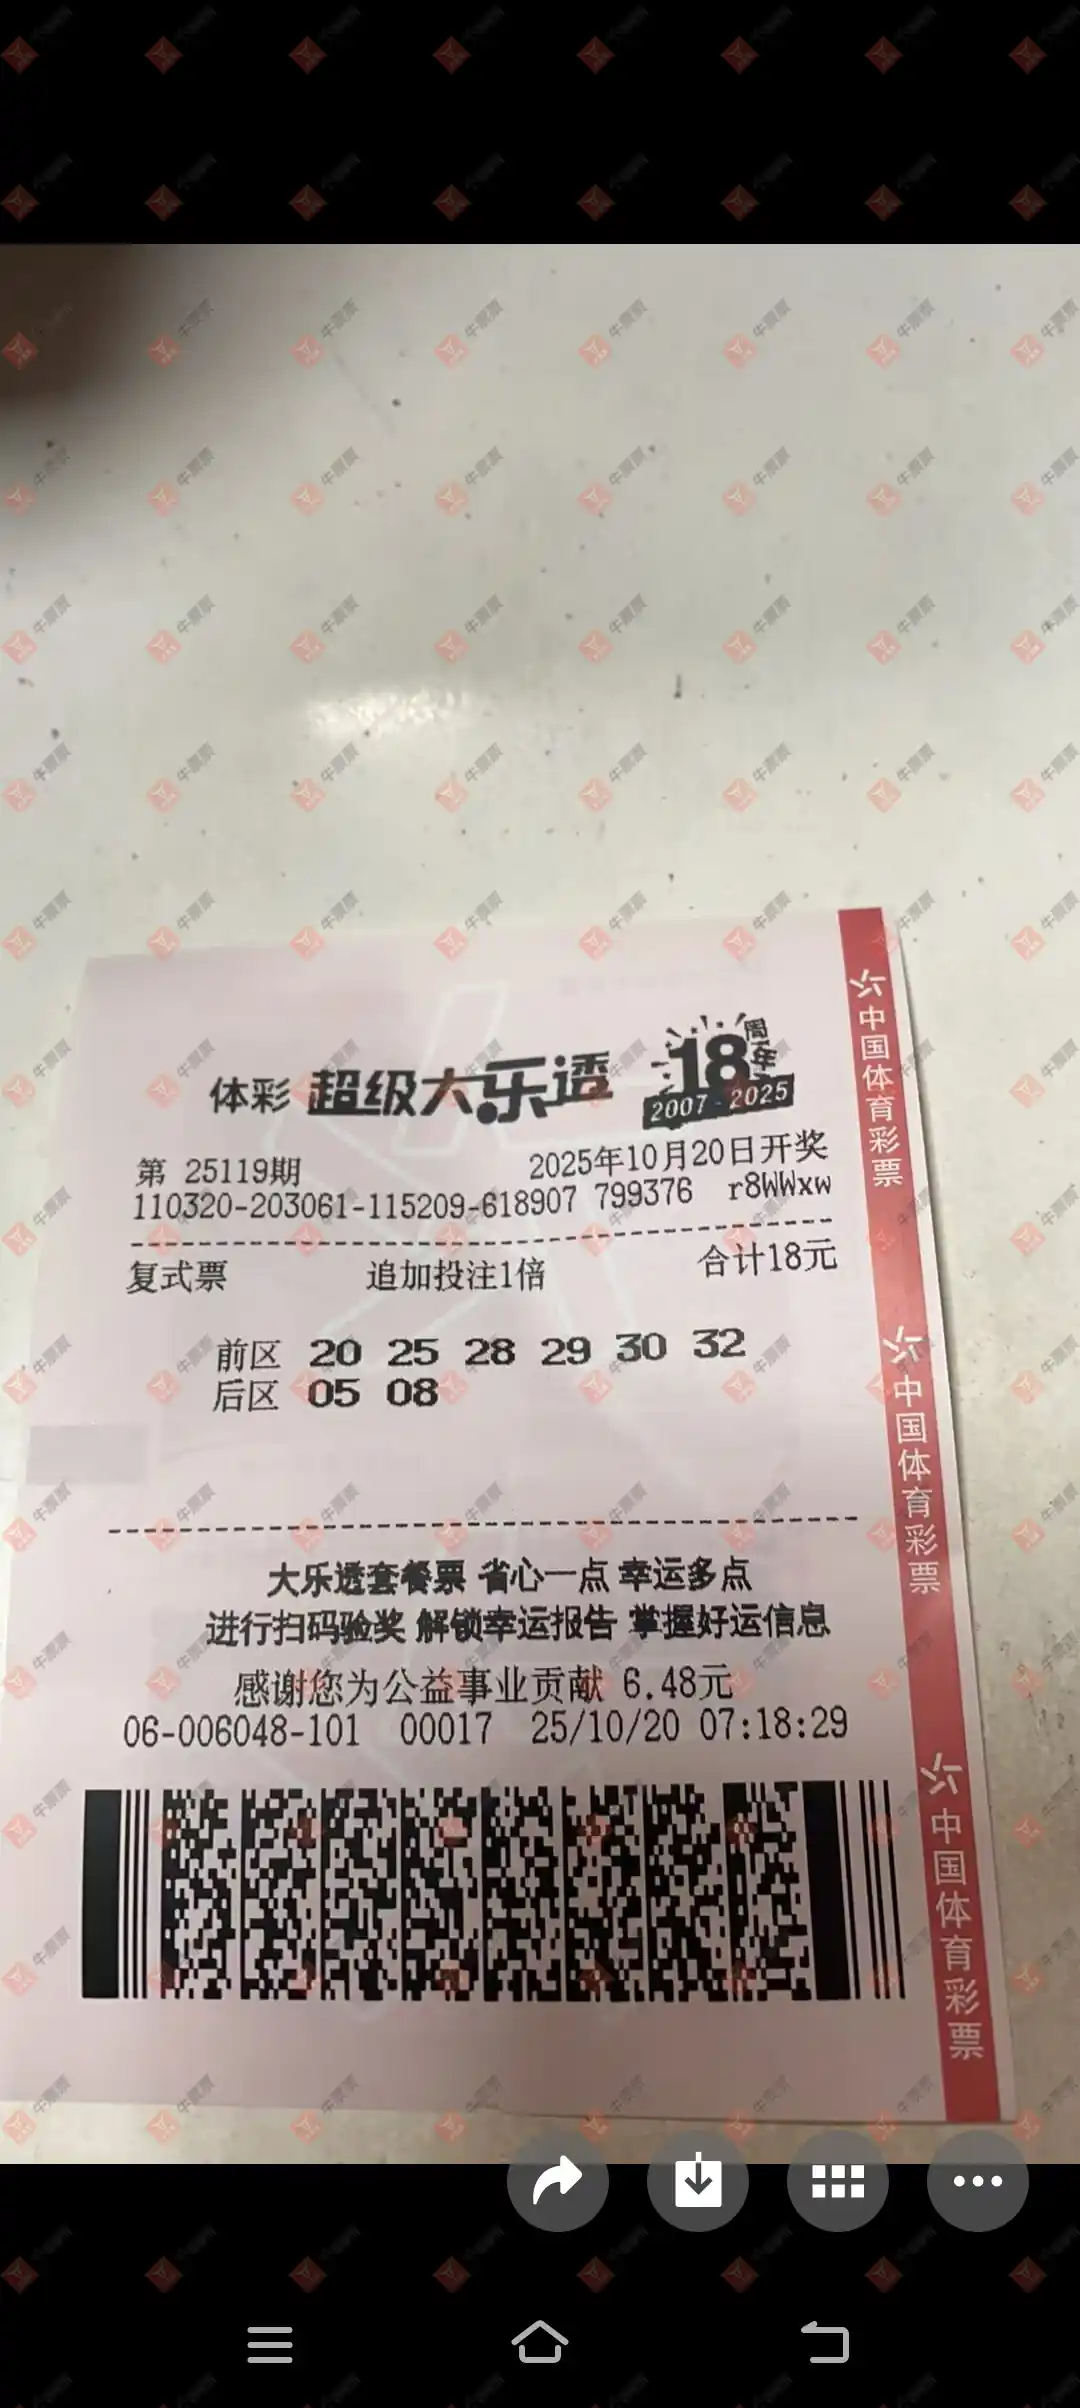 体彩 超级大乐透 18周年
2007-2025
第 25119期 2025年10月20日开奖
110320-203061-115209-618907 799376 r8WWxw
复式票 追加投注1倍 合计18元
前区 20 25 28 29 30 32
后区 05 08
大乐透套餐票 省心一点 幸运多点
进行扫码验奖 解锁幸运报告 掌握好运信息
感谢您为公益事业贡献 6.48元
06-006048-101 00017 25/10/20 07:18:29
中国体育彩票
中国体育彩票
中国体育彩票
牛票票